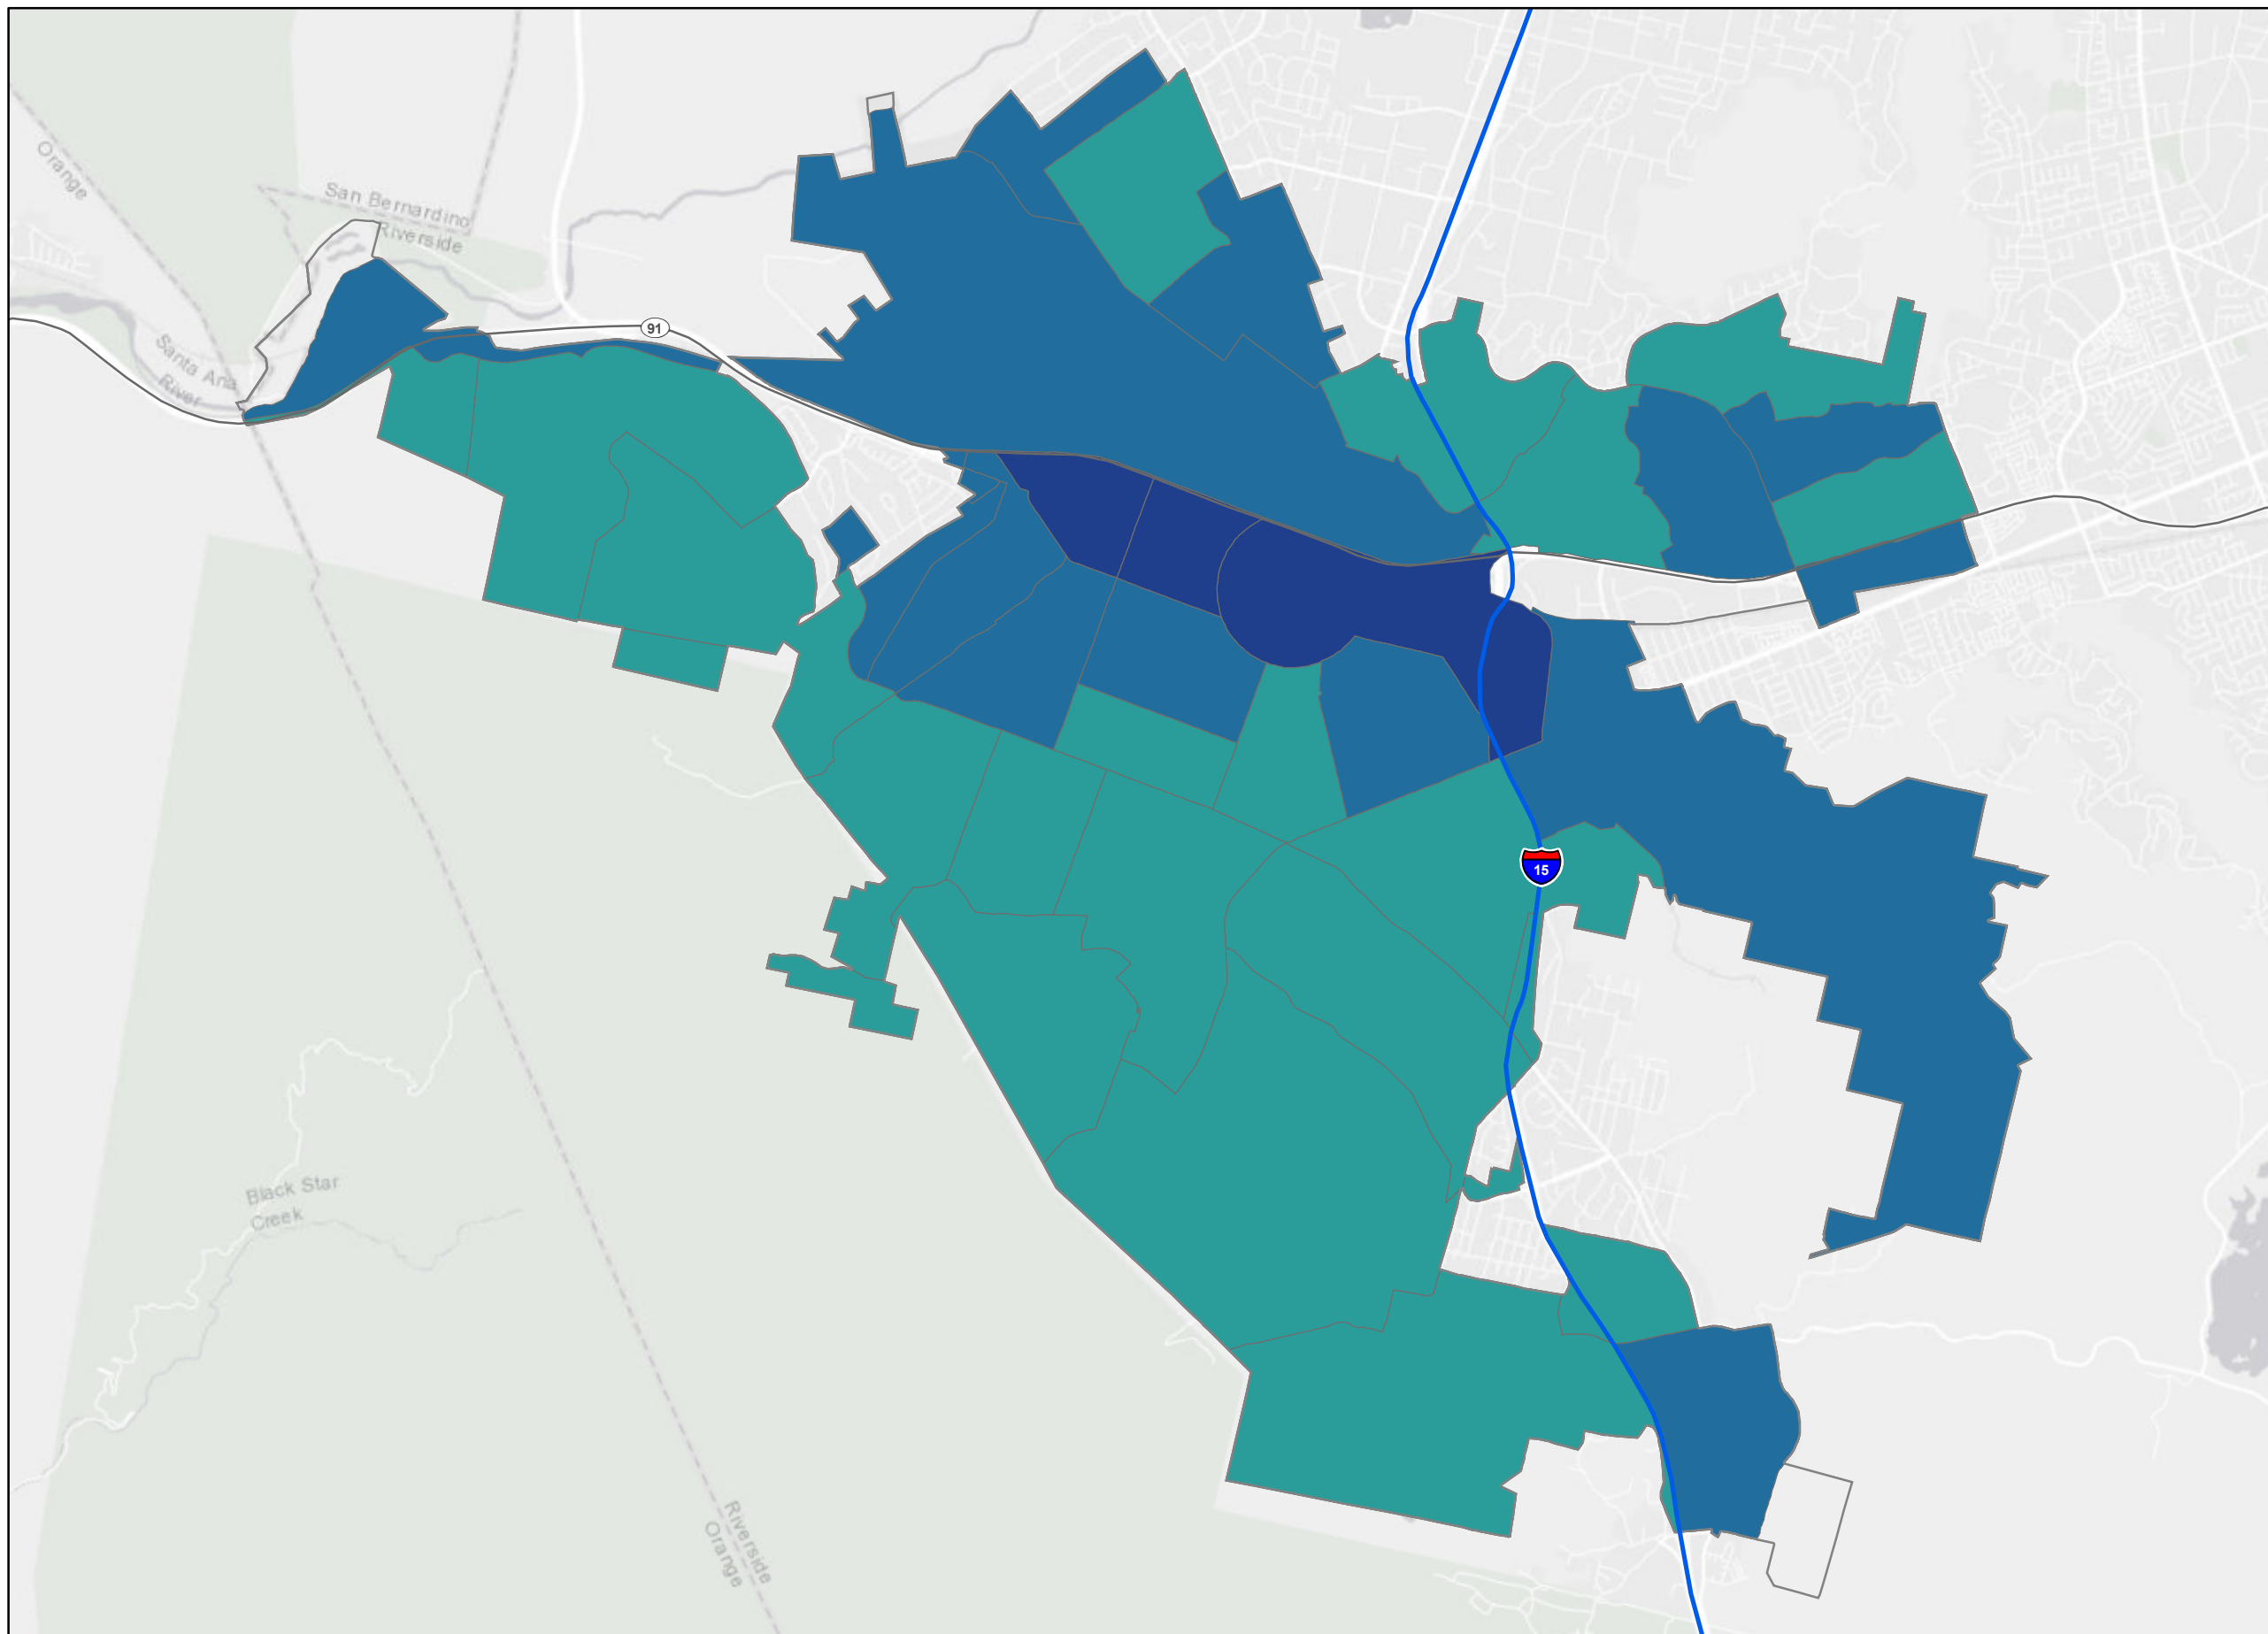 Orange
San Bernardino
Riverside
91
Santa Ana
River
15
Black Star
Creek
Riverside
Orange